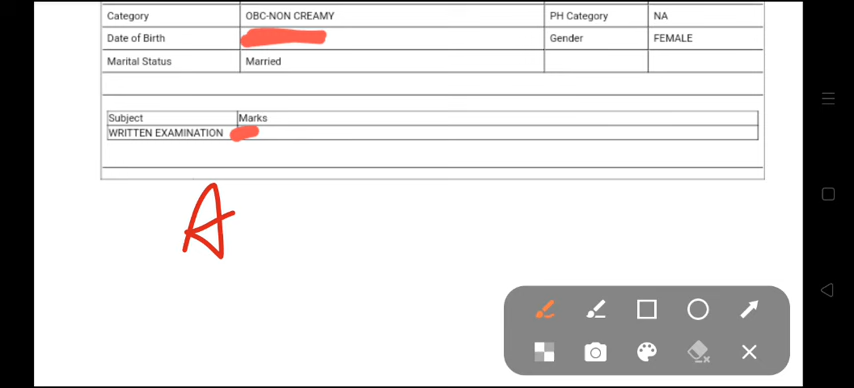 Category OBC-NON CREAMY PH Category NA
Date of Birth Gender FEMALE
Marital Status Married
Subject Marks
WRITTEN EXAMINATION
A